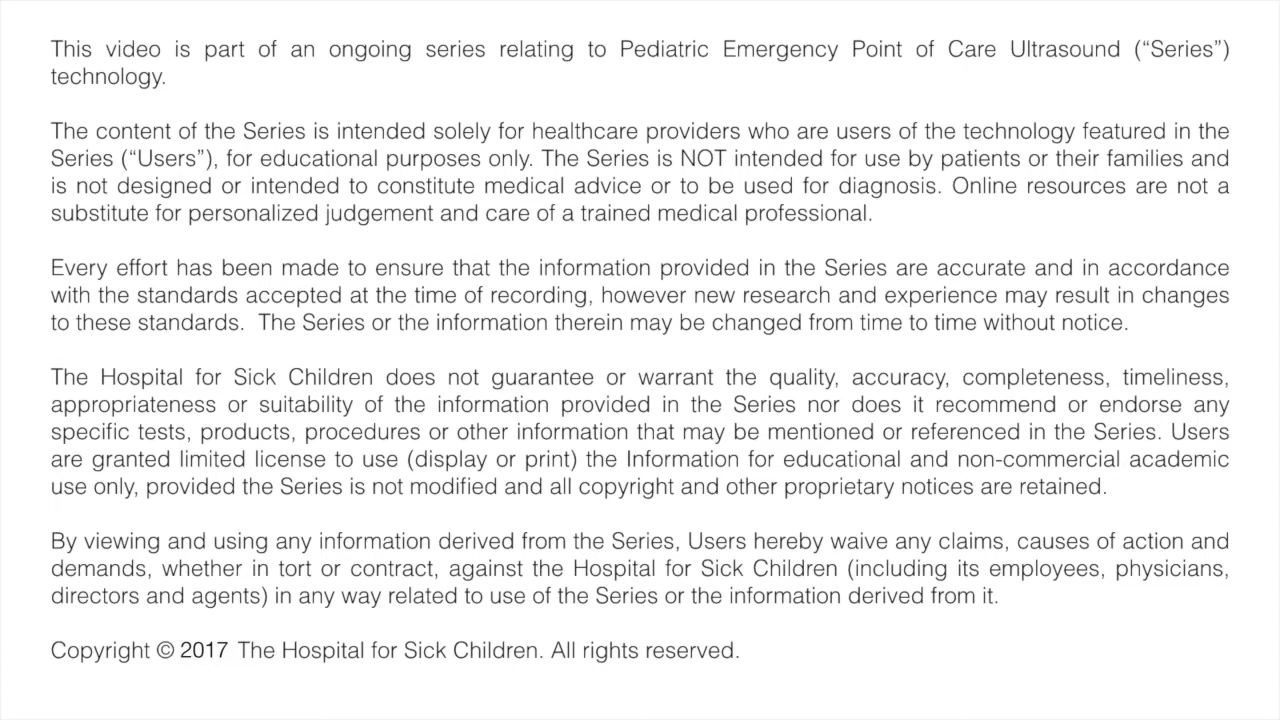 This video is part of an ongoing series relating to Pediatric Emergency Point of Care Ultrasound (“Series”)
technology.
The content of the Series is intended solely for healthcare providers who are users of the technology featured in the
Series (“Users”), for educational purposes only. The Series is NOT intended for use by patients or their families and
is not designed or intended to constitute medical advice or to be used for diagnosis. Online resources are not a
substitute for personalized judgement and care of a trained medical professional.
Every effort has been made to ensure that the information provided in the Series are accurate and in accordance
with the standards accepted at the time of recording, however new research and experience may result in changes
to these standards.  The Series or the information therein may be changed from time to time without notice.
The Hospital for Sick Children does not guarantee or warrant the quality, accuracy, completeness, timeliness,
appropriateness or suitability of the information provided in the Series nor does it recommend or endorse any
specific tests, products, procedures or other information that may be mentioned or referenced in the Series. Users
are granted limited license to use (display or print) the Information for educational and non-commercial academic
use only, provided the Series is not modified and all copyright and other proprietary notices are retained.
By viewing and using any information derived from the Series, Users hereby waive any claims, causes of action and
demands, whether in tort or contract, against the Hospital for Sick Children (including its employees, physicians,
directors and agents) in any way related to use of the Series or the information derived from it.
Copyright © 2017 The Hospital for Sick Children. All rights reserved.